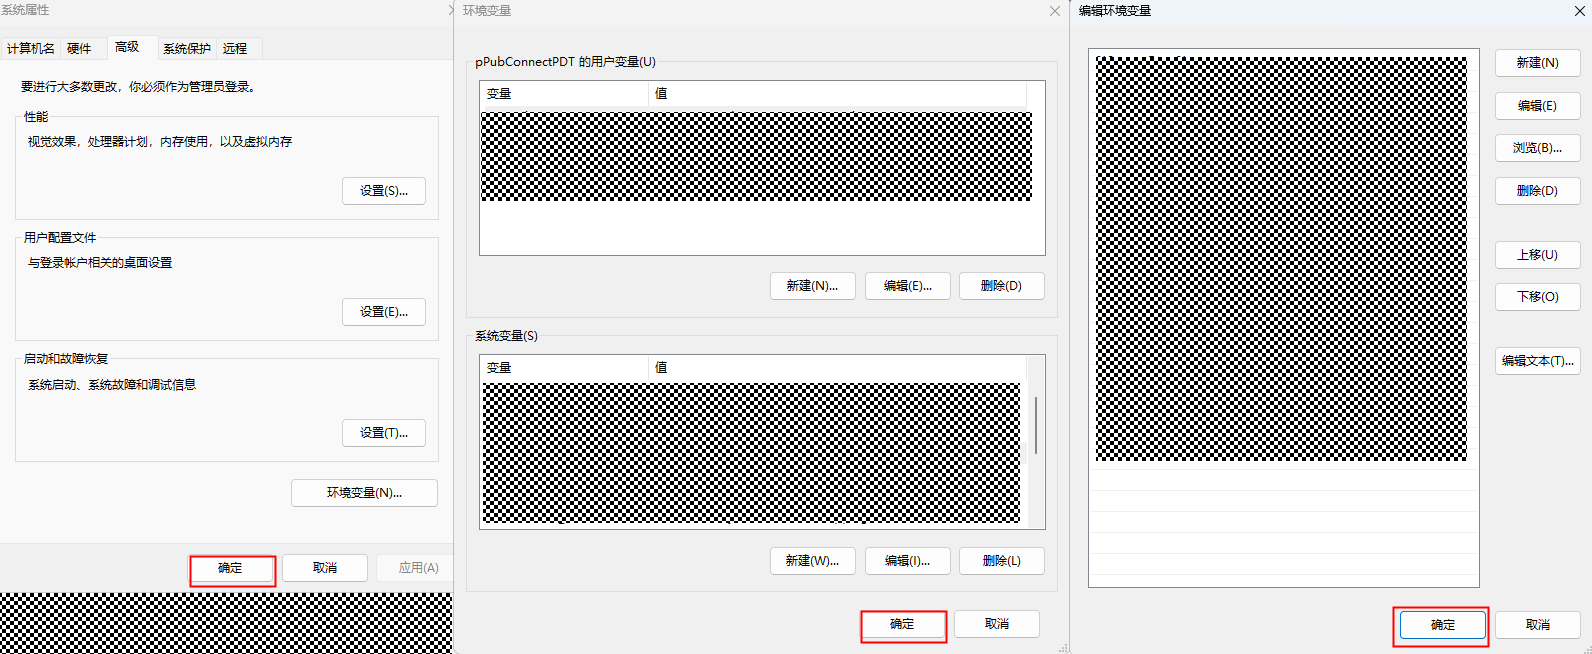 系统属性
计算机名
硬件
高级
系统保护
远程
要进行大多数更改，你必须作为管理员登录。
性能
视觉效果，处理器计划，内存使用，以及虚拟内存
设置(S)...
用户配置文件
与登录帐户相关的桌面设置
设置(E)...
启动和故障恢复
系统启动、系统故障和调试信息
设置(T)...
环境变量(N)...
确定
取消
应用(A)
环境变量
pPubConnectPDT 的用户变量(U)
变量
值
新建(N)...
编辑(E)...
删除(D)
系统变量(S)
变量
值
新建(W)...
编辑(I)...
删除(L)
确定
取消
编辑环境变量
新建(N)
编辑(E)
浏览(B)...
删除(D)
上移(U)
下移(O)
编辑文本(T)...
确定
取消